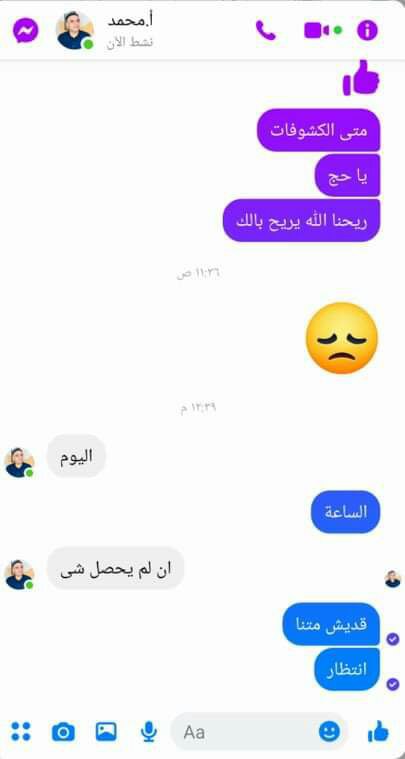 أ.محمد
نشط الآن
متى الكشوفات
يا حج
ريحنا الله يريح بالك
١١:٣٦ ص
١٢:٣٩ م
اليوم
الساعة
ان لم يحصل شى
قديش متنا
انتظار
Aa